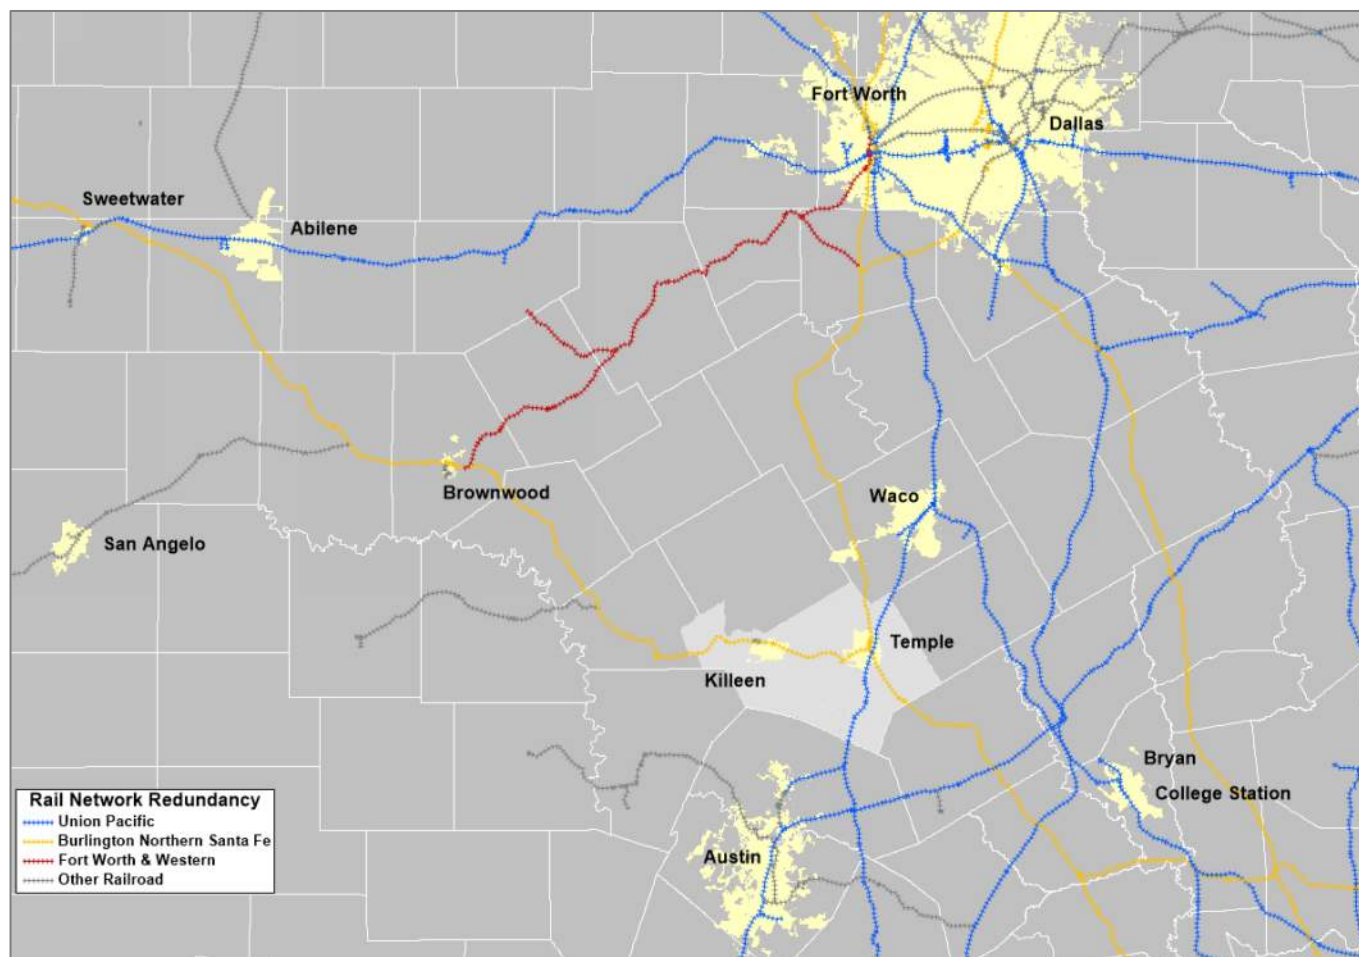 Fort Worth
Dallas
Sweetwater
Abilene
Brownwood
Waco
San Angelo
Temple
Killeen
Bryan
College Station
Austin
Rail Network Redundancy
Union Pacific
Burlington Northern Santa Fe
Fort Worth & Western
Other Railroad